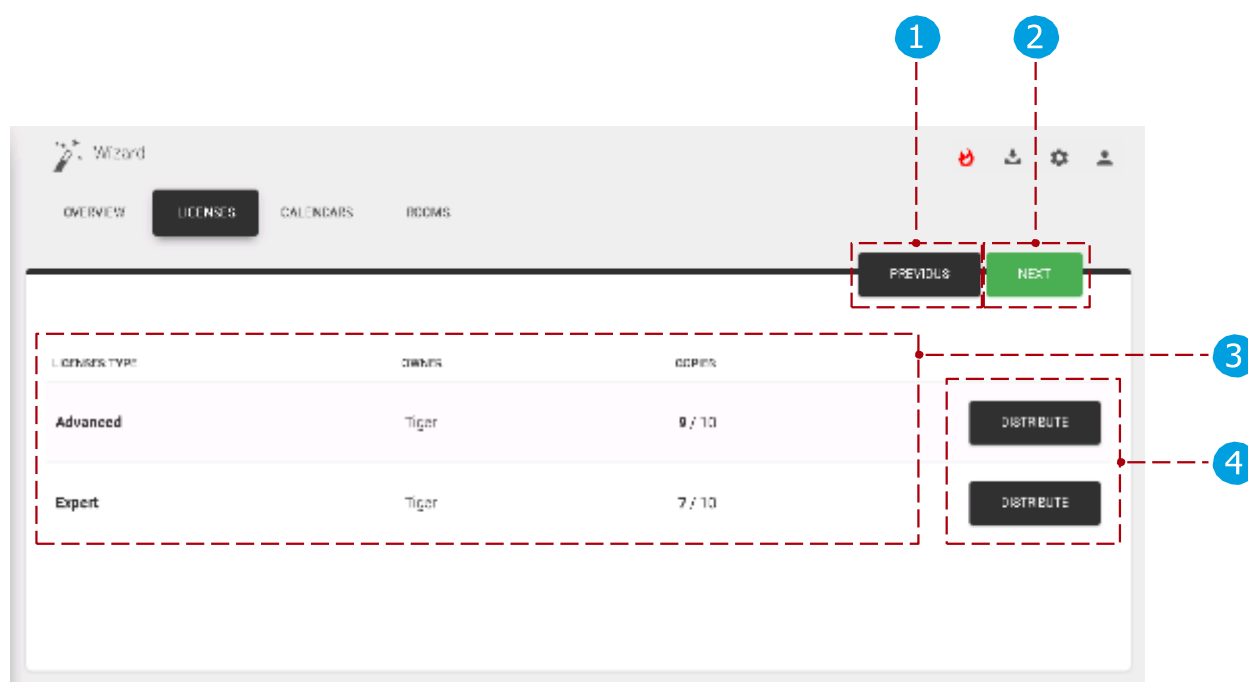 1 2
Wizard
OVERVIEW LICENSES CALENDARS ROOMS
PREVIOUS NEXT
3
LICENSES TYPE OWNER COPIES
Advanced Tiger 9 / 10 DISTRIBUTE
4
Expert Tiger 7 / 10 DISTRIBUTE